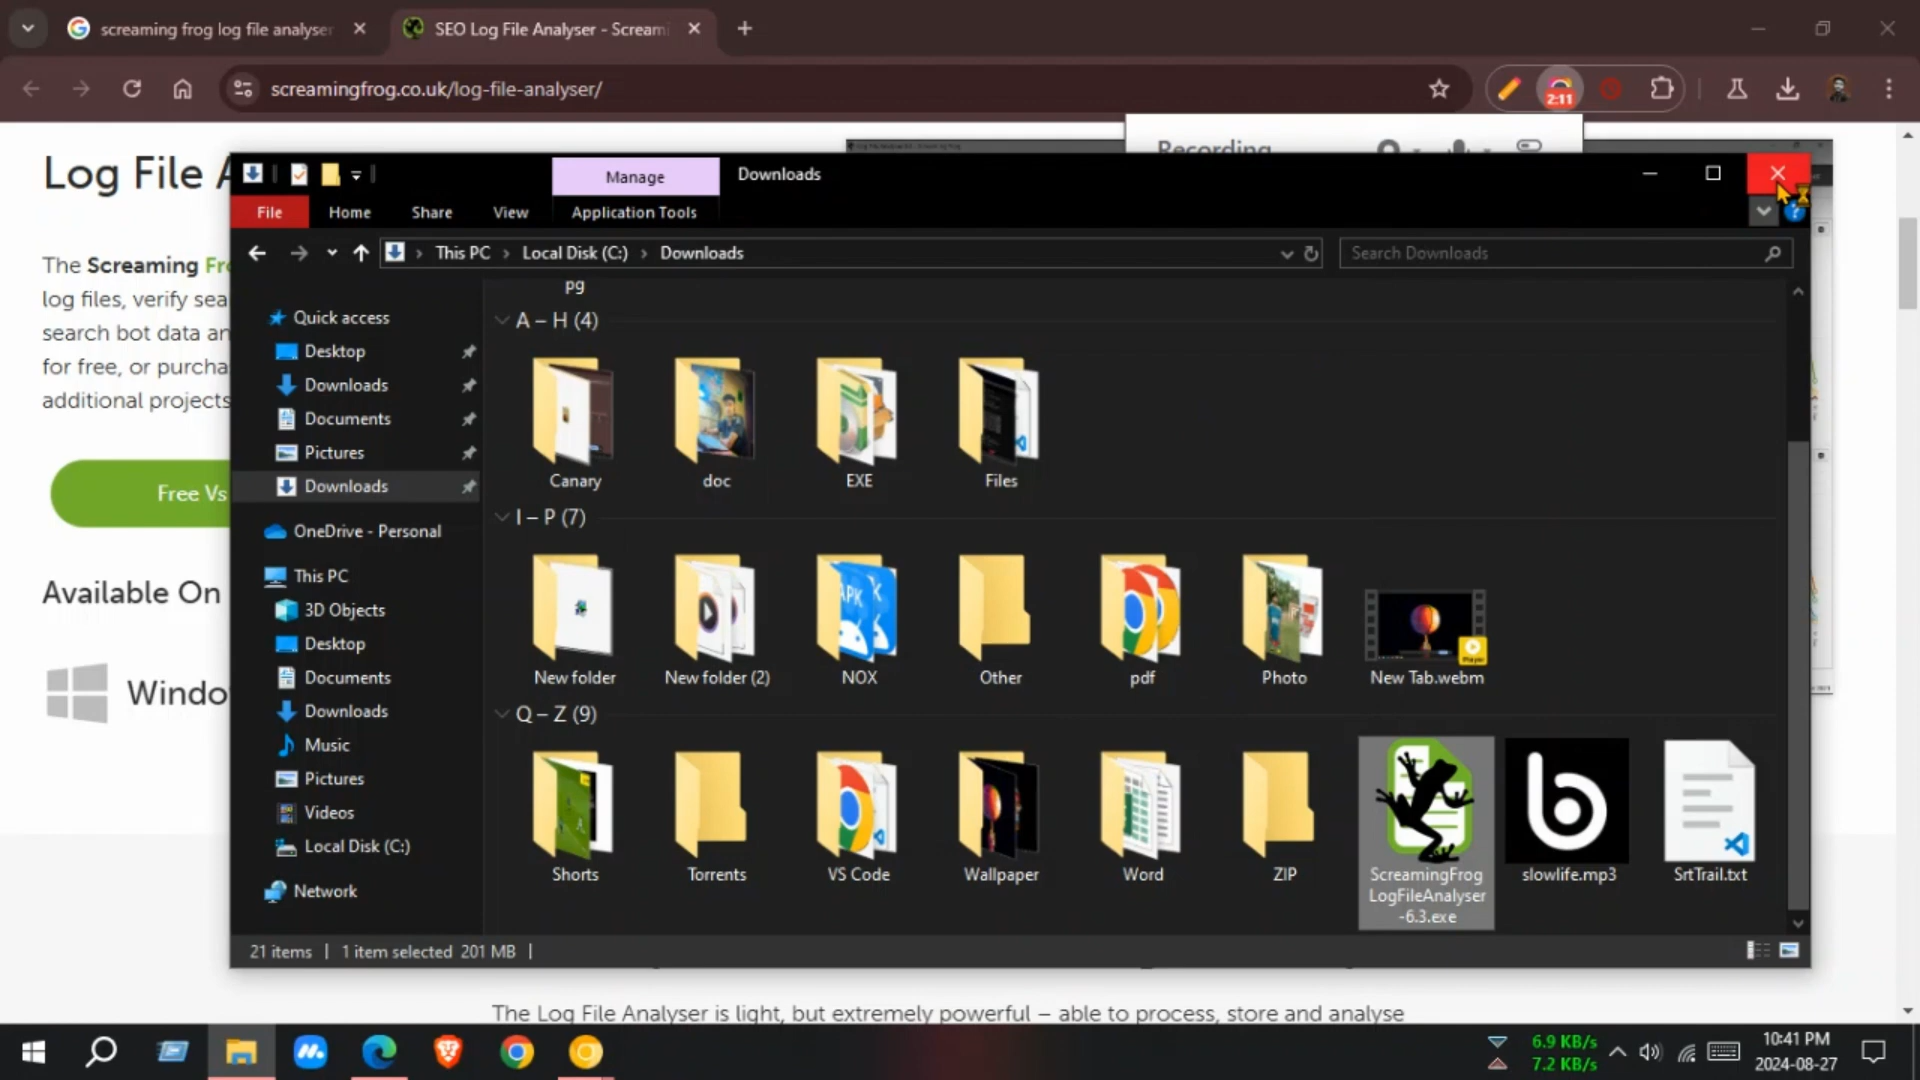 screaming frog log file analyser
SEO Log File Analyser - Scream
screamingfrog.co.uk/log-file-analyser/
2:11
Recording
Log File A
Manage
Downloads
File
Home
Share
View
Application Tools
This PC
Local Disk (C:)
Downloads
Search Downloads
The Screaming Fr
log files, verify sea
search bot data an
for free, or purcha
additional projects
Free Vs
Available On
Windo
Quick access
Desktop
Downloads
Documents
Pictures
Downloads
OneDrive - Personal
This PC
3D Objects
Desktop
Documents
Downloads
Music
Pictures
Videos
Local Disk (C:)
Network
pg
A – H (4)
Canary
doc
EXE
Files
I – P (7)
New folder
New folder (2)
NOX
Other
pdf
Photo
New Tab.webm
Q – Z (9)
Shorts
Torrents
VS Code
Wallpaper
Word
ZIP
ScreamingFrog
LogFileAnalyser
-6.3.exe
slowlife.mp3
SrtTrail.txt
21 items
1 item selected 201 MB
The Log File Analyser is light, but extremely powerful – able to process, store and analyse
6.9 KB/s
7.2 KB/s
10:41 PM
2024-08-27